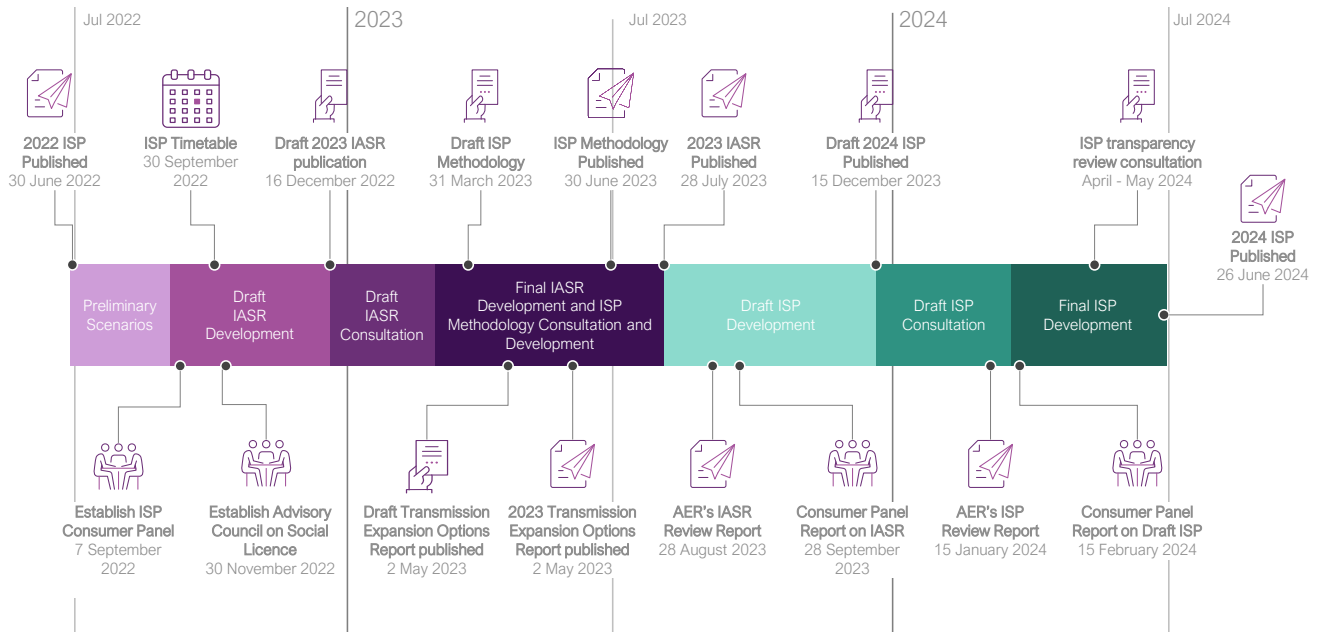 Jul 2022
2023
Jul 2023
2024
Jul 2024
2022 ISP
Published
30 June 2022
ISP Timetable
30 September
2022
Draft 2023 IASR
publication
16 December 2022
Draft ISP
Methodology
31 March 2023
ISP Methodology
Published
30 June 2023
2023 IASR
Published
28 July 2023
Draft 2024 ISP
Published
15 December 2023
ISP transparency
review consultation
April - May 2024
2024 ISP
Published
26 June 2024
Preliminary
Scenarios
Draft
IASR
Development
Draft
IASR
Consultation
Final IASR
Development and ISP
Methodology Consultation and
Development
Draft ISP
Development
Draft ISP
Consultation
Final ISP
Development
Establish ISP
Consumer Panel
7 September
2022
Establish Advisory
Council on Social
Licence
30 November 2022
Draft Transmission
Expansion Options
Report published
2 May 2023
2023 Transmission
Expansion Options
Report published
2 May 2023
AER's IASR
Review Report
28 August 2023
Consumer Panel
Report on IASR
28 September
2023
AER's ISP
Review Report
15 January 2024
Consumer Panel
Report on Draft ISP
15 February 2024